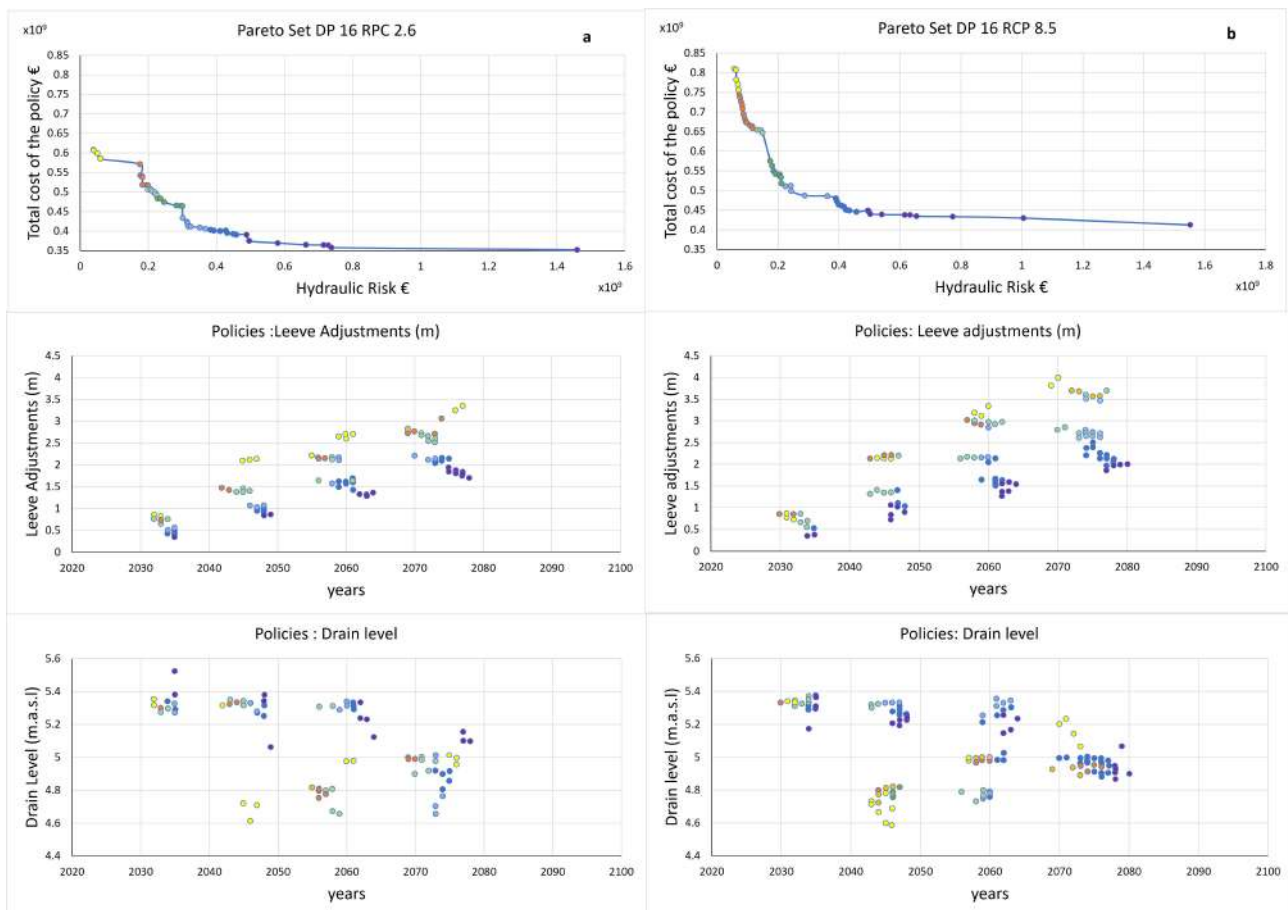 x10⁹
Pareto Set DP 16 RPC 2.6
a
Total cost of the policy €
0.85
0.8
0.75
0.7
0.65
0.6
0.55
0.5
0.45
0.4
0.35
0 0.2 0.4 0.6 0.8 1 1.2 1.4 1.6
Hydraulic Risk €
x10⁹
x10⁹
Pareto Set DP 16 RCP 8.5
b
Total cost of the policy €
0.85
0.8
0.75
0.7
0.65
0.6
0.55
0.5
0.45
0.4
0.35
0 0.2 0.4 0.6 0.8 1 1.2 1.4 1.6 1.8
Hydraulic Risk €
x10⁹
Policies :Leeve Adjustments (m)
Leeve Adjustments (m)
4.5
4
3.5
3
2.5
2
1.5
1
0.5
0
2020 2030 2040 2050 2060 2070 2080 2090 2100
years
Policies: Leeve adjustments (m)
Leeve Adjustments (m)
4.5
4
3.5
3
2.5
2
1.5
1
0.5
0
2020 2030 2040 2050 2060 2070 2080 2090 2100
years
Policies : Drain level
Drain Level (m.a.s.l)
5.6
5.4
5.2
5
4.8
4.6
4.4
2020 2030 2040 2050 2060 2070 2080 2090 2100
years
Policies: Drain level
Drain Level (m.a.s.l)
5.6
5.4
5.2
5
4.8
4.6
4.4
2020 2030 2040 2050 2060 2070 2080 2090 2100
years